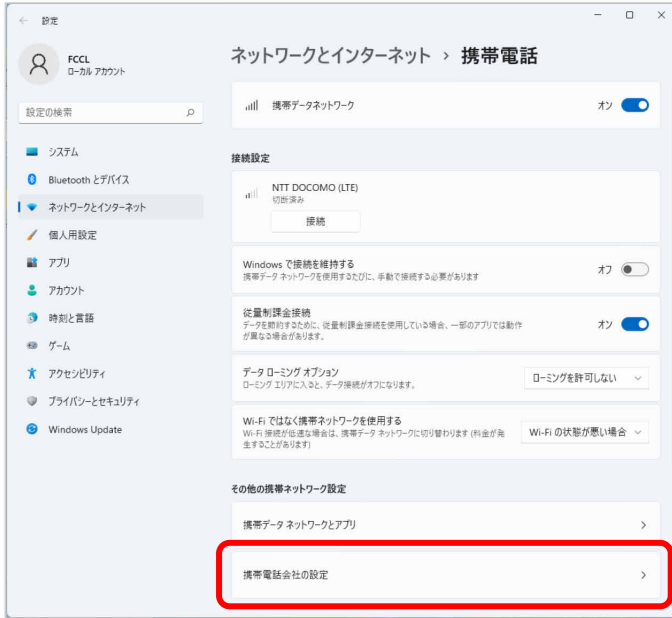 設定
FCCL
ローカル アカウント
設定の検索
システム
Bluetooth とデバイス
ネットワークとインターネット
個人用設定
アプリ
アカウント
時刻と言語
ゲーム
アクセシビリティ
プライバシーとセキュリティ
Windows Update
ネットワークとインターネット › 携帯電話
携帯データネットワーク
オン
接続設定
NTT DOCOMO (LTE)
切断済み
接続
Windows で接続を維持する
携帯データ ネットワークを使用するたびに、手動で接続する必要があります
オフ
従量制課金接続
データを節約するために、従量制課金接続を使用している場合、一部のアプリでは動作
が異なる場合があります。
オン
データ ローミング オプション
ローミング エリアに入ると、データ接続がオフになります。
ローミングを許可しない
Wi-Fi ではなく携帯ネットワークを使用する
Wi-Fi 接続が低速な場合は、携帯データ ネットワークに切り替わります (料金が発
生することがあります)
Wi-Fi の状態が悪い場合
その他の携帯ネットワーク設定
携帯データ ネットワークとアプリ
携帯電話会社の設定